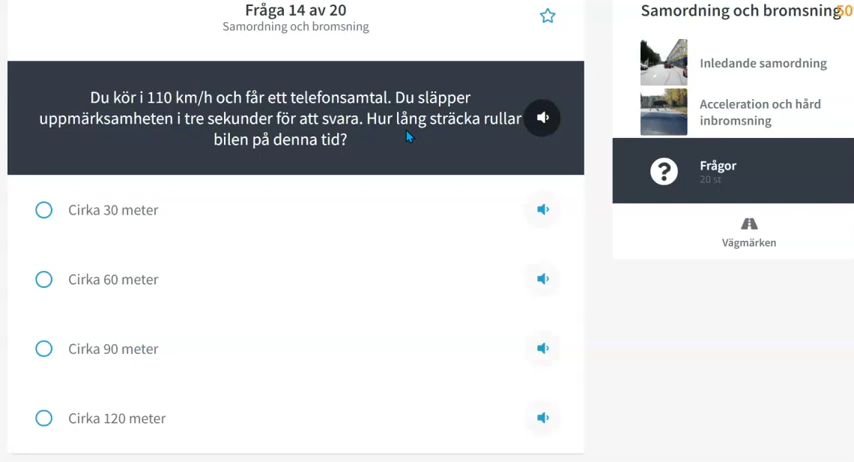 Fråga 14 av 20
Samordning och bromsning
Du kör i 110 km/h och får ett telefonsamtal. Du släpper
uppmärksamheten i tre sekunder för att svara. Hur lång sträcka rullar
bilen på denna tid?
Cirka 30 meter
Cirka 60 meter
Cirka 90 meter
Cirka 120 meter
Samordning och bromsning
Inledande samordning
Acceleration och hård
inbromsning
Frågor
20 st
Vägmärken